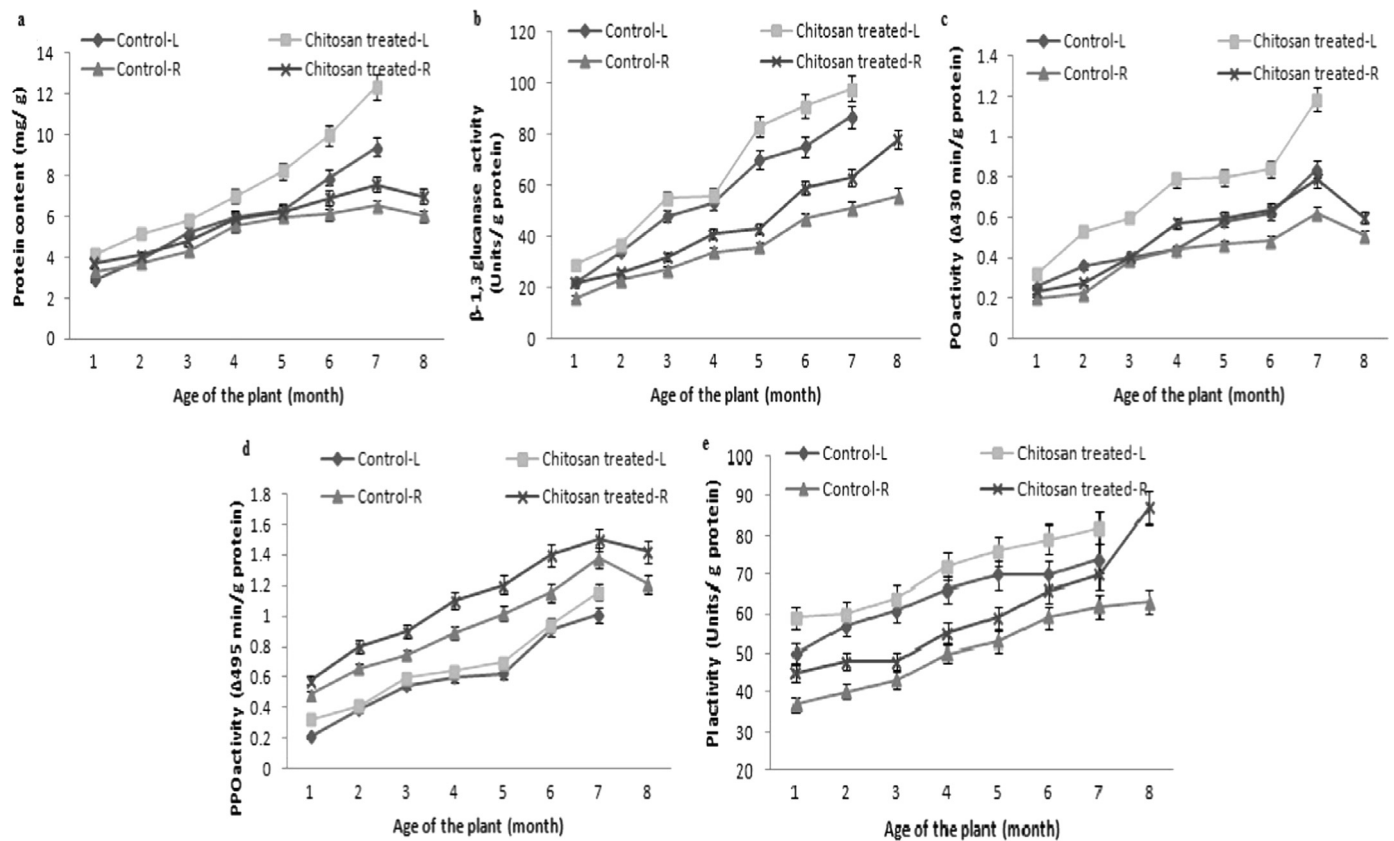 a
Control-L
Chitosan treated-L
Control-R
Chitosan treated-R
Protein content (mg/ g)
16
14
12
10
8
6
4
2
0
1 2 3 4 5 6 7 8
Age of the plant (month)
b
Control-L
Chitosan treated-L
Control-R
Chitosan treated-R
β-1,3 glucanase activity
(Units/ g protein)
120
100
80
60
40
20
0
1 2 3 4 5 6 7 8
Age of the plant (month)
c
Control-L
Chitosan treated-L
Control-R
Chitosan treated-R
POactivity (Δ430 min/g protein)
1.4
1.2
1
0.8
0.6
0.4
0.2
0
1 2 3 4 5 6 7 8
Age of the plant (month)
d
Control-L
Chitosan treated-L
Control-R
Chitosan treated-R
PPOactivity (Δ495 min/g protein)
1.8
1.6
1.4
1.2
1
0.8
0.6
0.4
0.2
0
1 2 3 4 5 6 7 8
Age of the plant (month)
e
Control-L
Chitosan treated-L
Control-R
Chitosan treated-R
PIactivity (Units/ g protein)
100
90
80
70
60
50
40
30
20
1 2 3 4 5 6 7 8
Age of the plant (month)